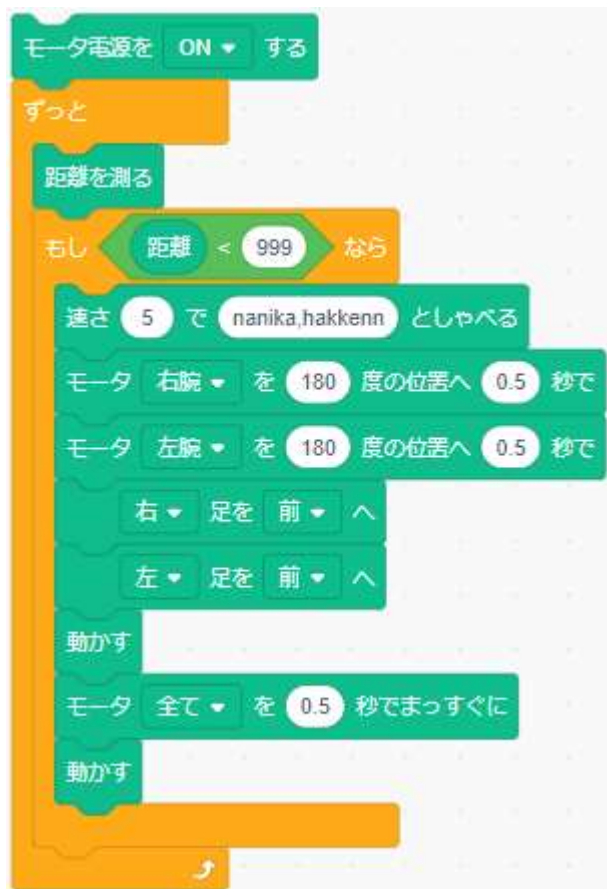 モータ電源を ON する
ずっと
距離を測る
もし 距離 < 999 なら
速さ 5 で nanika,hakkenn としゃべる
モータ 右腕 を 180 度の位置へ 0.5 秒で
モータ 左腕 を 180 度の位置へ 0.5 秒で
右 足を 前 へ
左 足を 前 へ
動かす
モータ 全て を 0.5 秒でまっすぐに
動かす